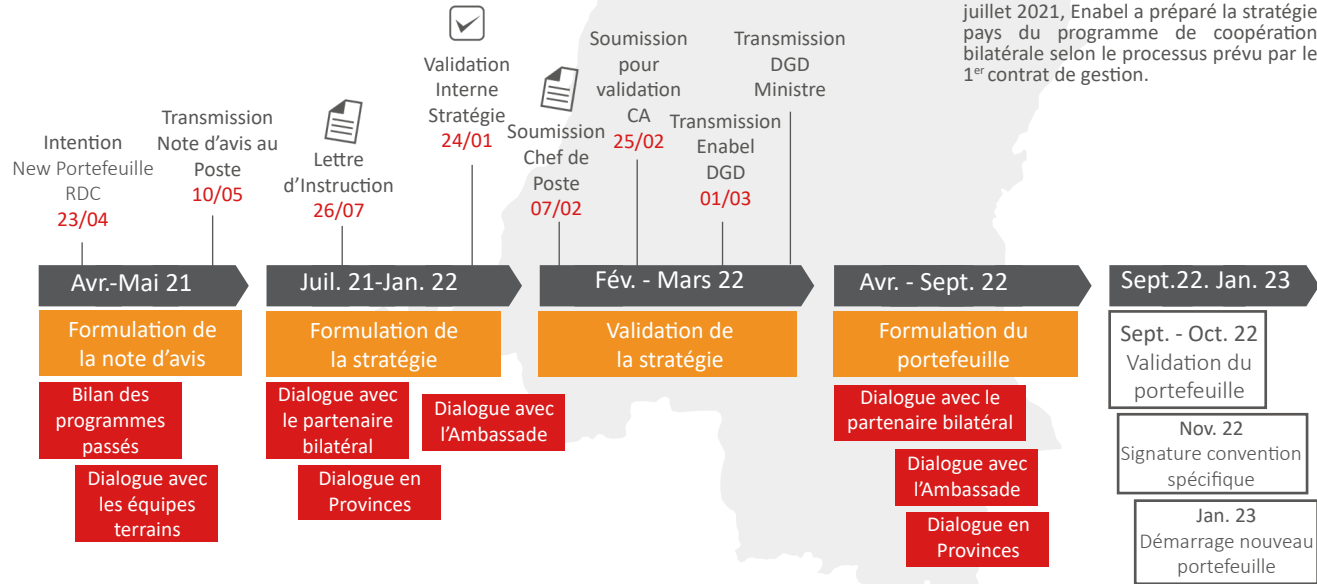 juillet 2021, Enabel a préparé la stratégie
pays du programme de coopération
bilatérale selon le processus prévu par le
1er contrat de gestion.
Intention
New Portefeuille
RDC
23/04
Transmission
Note d'avis au
Poste
10/05
Lettre
d'Instruction
26/07
Validation
Interne
Stratégie
24/01
Soumission
Chef de
Poste
07/02
Soumission
pour
validation
CA
25/02
Transmission
Enabel
DGD
01/03
Transmission
DGD
Ministre
Avr.-Mai 21
Formulation de
la note d'avis
Bilan des
programmes
passés
Dialogue avec
les équipes
terrains
Juil. 21-Jan. 22
Formulation de
la stratégie
Dialogue avec
le partenaire
bilatéral
Dialogue avec
l'Ambassade
Dialogue en
Provinces
Fév. - Mars 22
Validation de
la stratégie
Avr. - Sept. 22
Formulation du
portefeuille
Dialogue avec le
partenaire bilatéral
Dialogue avec
l'Ambassade
Dialogue en
Provinces
Sept.22. Jan. 23
Sept. - Oct. 22
Validation du
portefeuille
Nov. 22
Signature convention
spécifique
Jan. 23
Démarrage nouveau
portefeuille